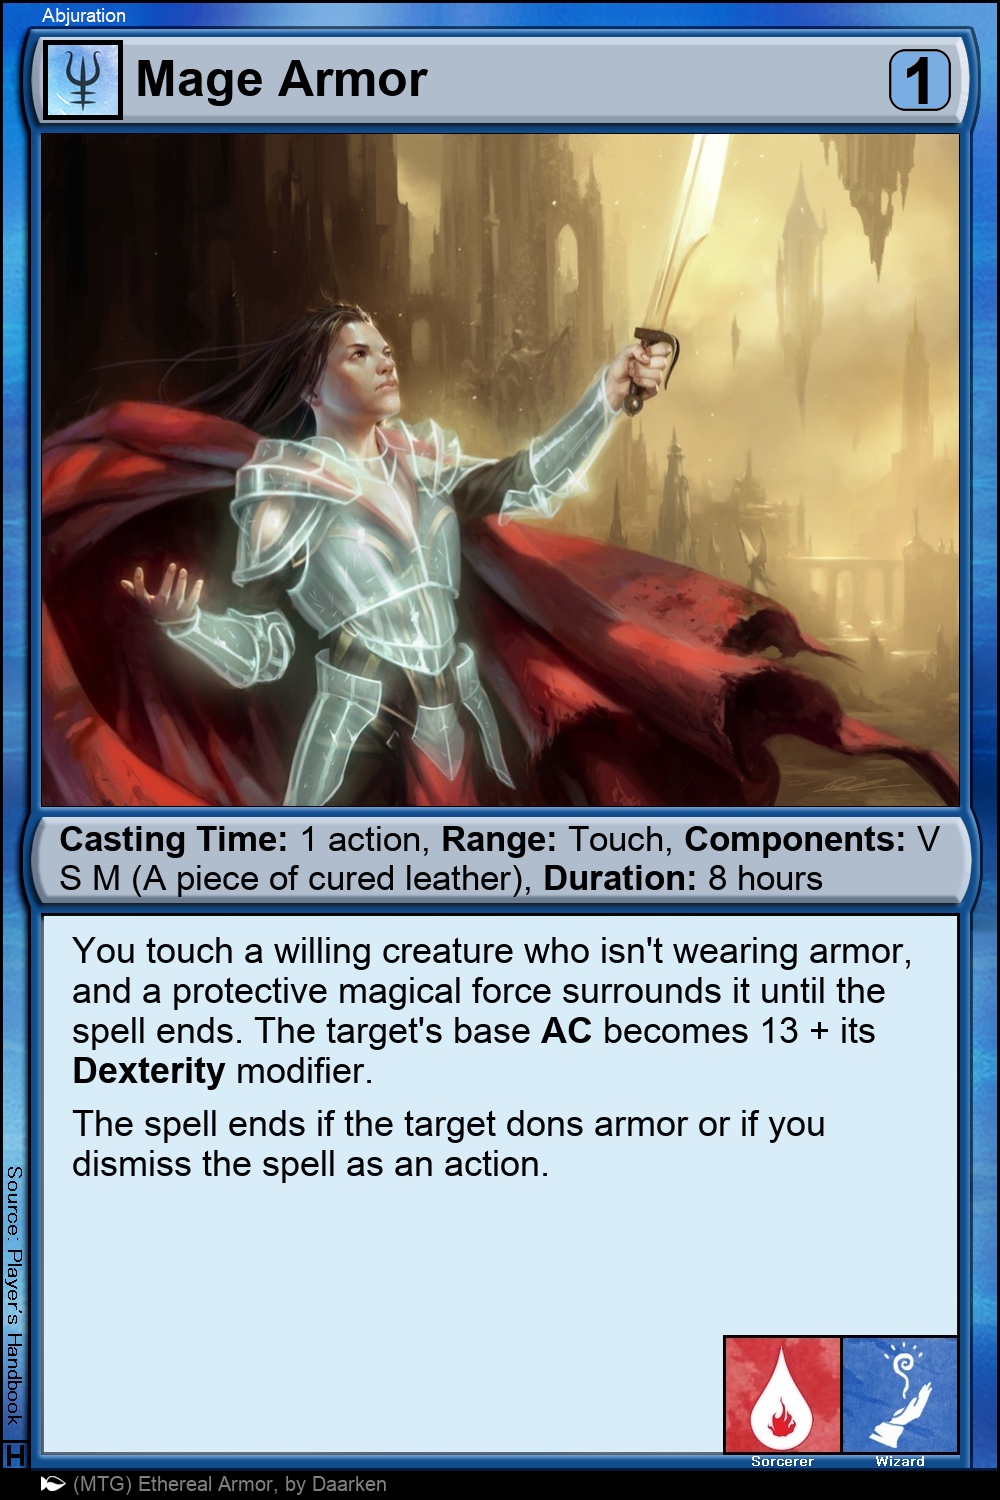 Abjuration
Mage Armor
1
Casting Time: 1 action, Range: Touch, Components: V
S M (A piece of cured leather), Duration: 8 hours
You touch a willing creature who isn't wearing armor,
and a protective magical force surrounds it until the
spell ends. The target's base AC becomes 13 + its
Dexterity modifier.
The spell ends if the target dons armor or if you
dismiss the spell as an action.
Source: Player's Handbook
H
Sorcerer
Wizard
(MTG) Ethereal Armor, by Daarken